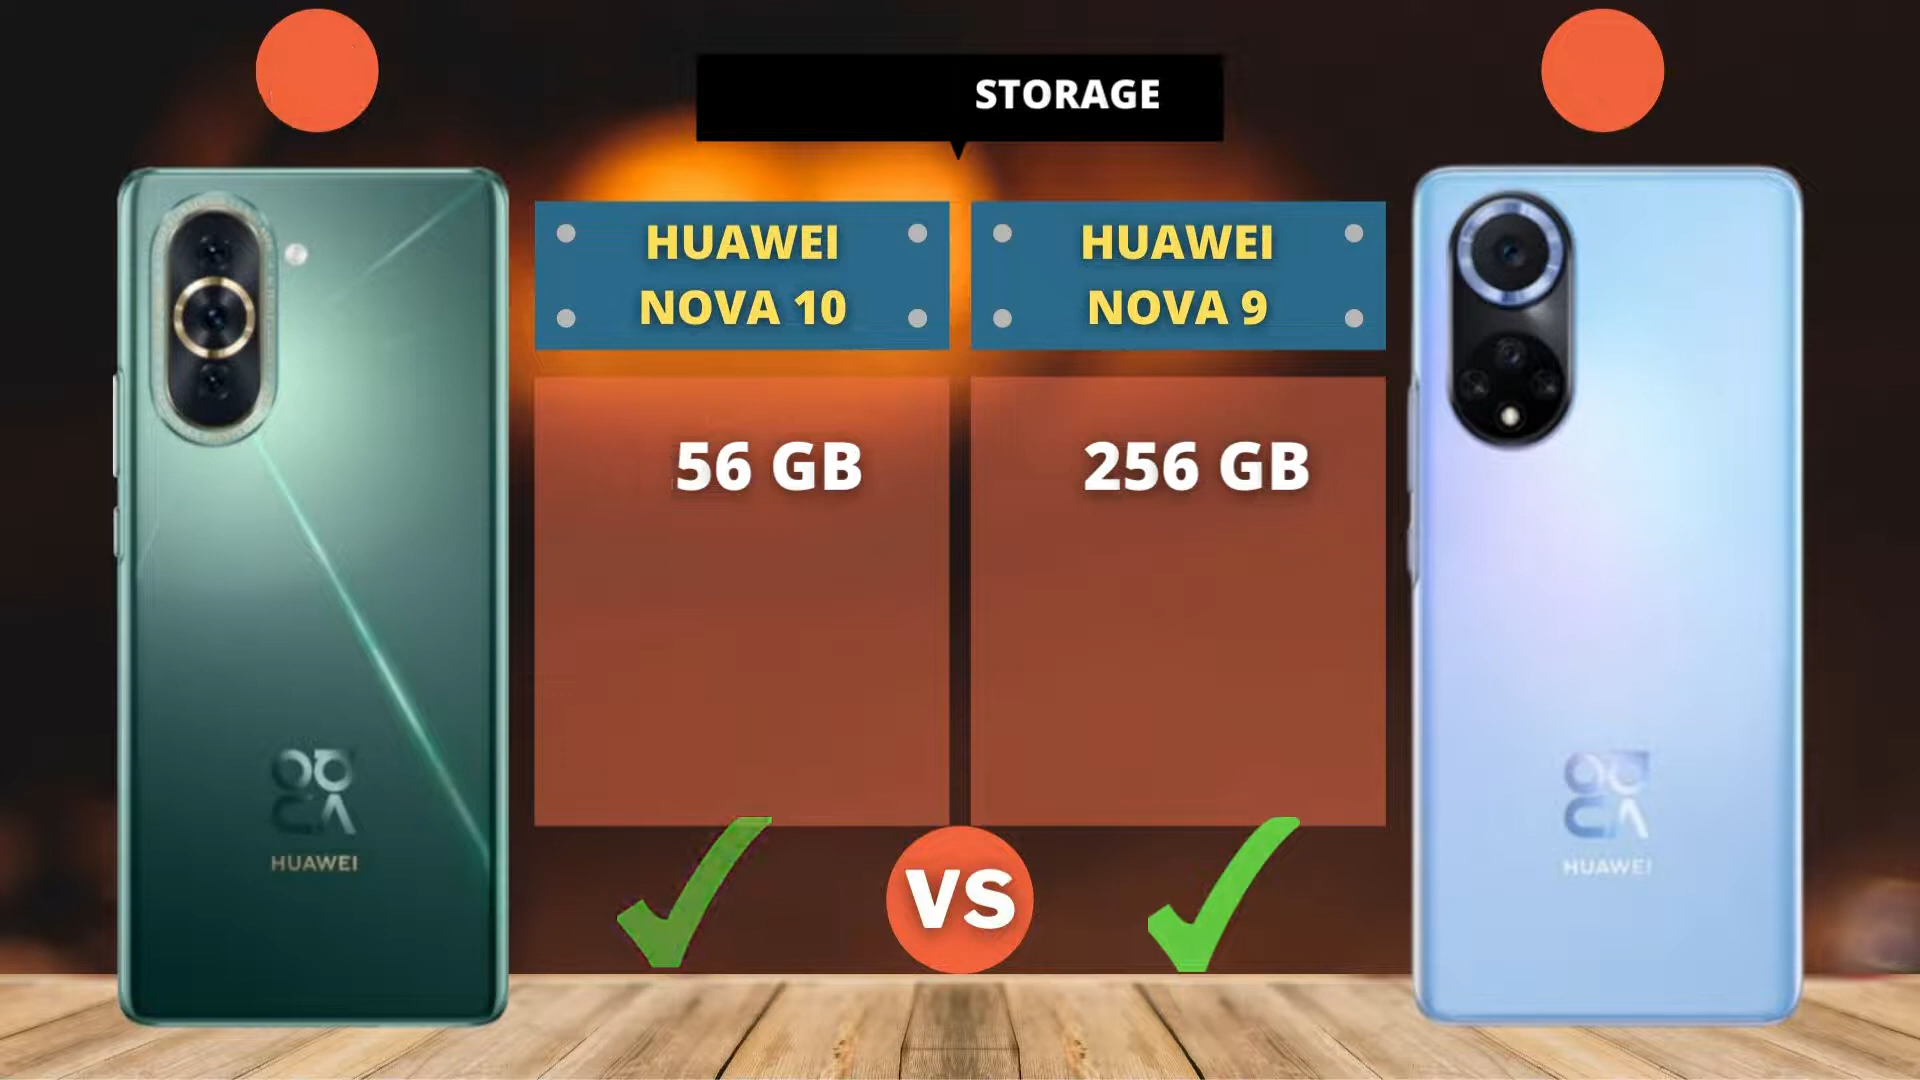 STORAGE
HUAWEI
NOVA 10
HUAWEI
NOVA 9
56 GB
256 GB
HUAWEI
HUAWEI
VS